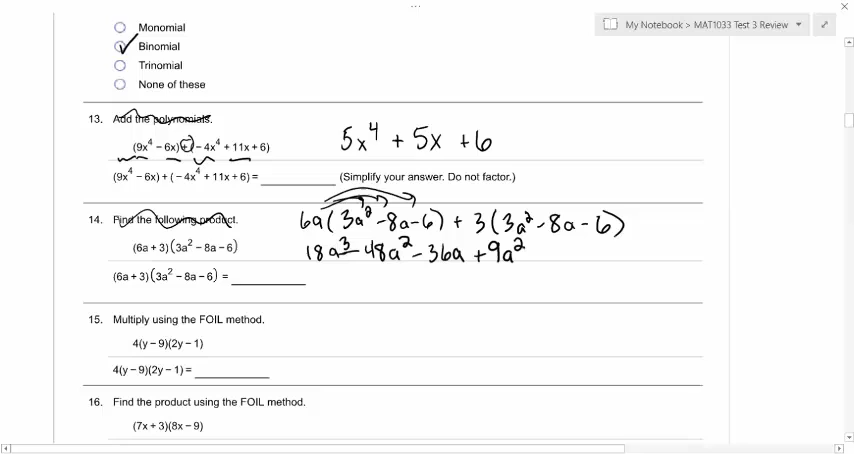 ...
My Notebook > MAT1033 Test 3 Review
Monomial
Binomial
Trinomial
None of these
13. Add the polynomials.
(9x⁴ − 6x) + (− 4x⁴ + 11x + 6)
5x⁴ + 5x + 6
(9x⁴ − 6x) + (− 4x⁴ + 11x + 6) = (Simplify your answer. Do not factor.)
14. Find the following product.
6a(3a² − 8a − 6) + 3(3a² − 8a − 6)
(6a + 3)(3a² − 8a − 6)
18a³ − 48a² − 36a + 9a²
(6a + 3)(3a² − 8a − 6) =
15. Multiply using the FOIL method.
4(y − 9)(2y − 1)
4(y − 9)(2y − 1) =
16. Find the product using the FOIL method.
(7x + 3)(8x − 9)